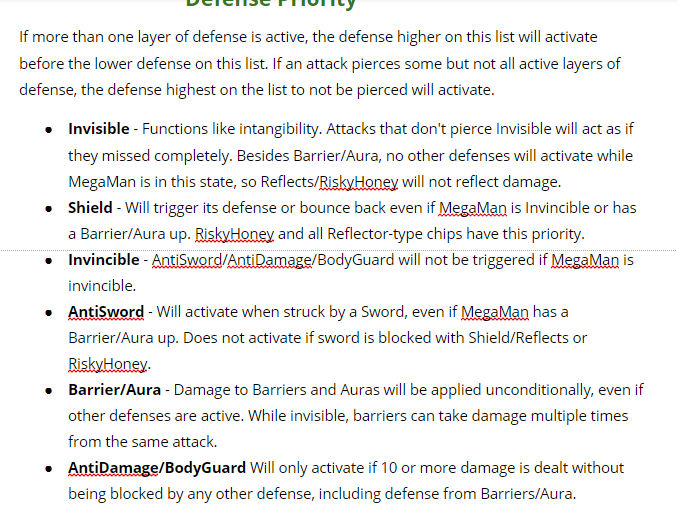 Defense Priority
If more than one layer of defense is active, the defense higher on this list will activate
before the lower defense on this list. If an attack pierces some but not all active layers of
defense, the defense highest on the list to not be pierced will activate.
● Invisible - Functions like intangibility. Attacks that don't pierce Invisible will act as if
they missed completely. Besides Barrier/Aura, no other defenses will activate while
MegaMan is in this state, so Reflects/RiskyHoney will not reflect damage.
● Shield - Will trigger its defense or bounce back even if MegaMan is Invincible or has
a Barrier/Aura up. RiskyHoney and all Reflector-type chips have this priority.
● Invincible - AntiSword/AntiDamage/BodyGuard will not be triggered if MegaMan is
invincible.
● AntiSword - Will activate when struck by a Sword, even if MegaMan has a
Barrier/Aura up. Does not activate if sword is blocked with Shield/Reflects or
RiskyHoney.
● Barrier/Aura - Damage to Barriers and Auras will be applied unconditionally, even if
other defenses are active. While invisible, barriers can take damage multiple times
from the same attack.
● AntiDamage/BodyGuard Will only activate if 10 or more damage is dealt without
being blocked by any other defense, including defense from Barriers/Aura.